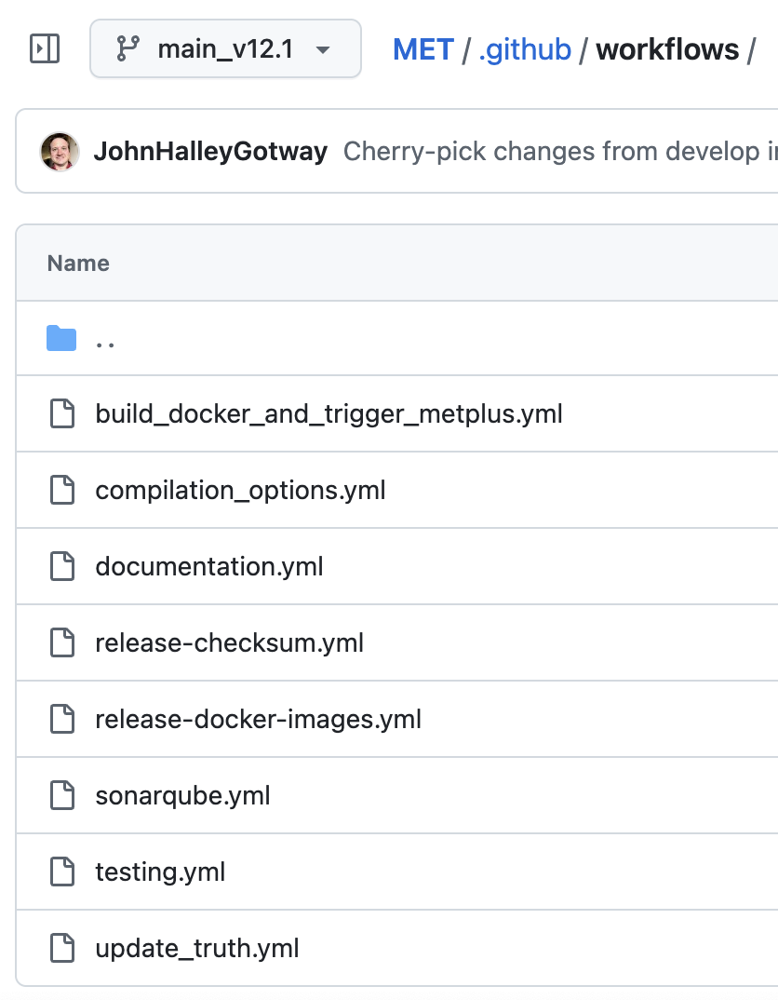 main_v12.1 MET / .github / workflows /
JohnHalleyGotway Cherry-pick changes from develop
Name
..
build_docker_and_trigger_metplus.yml
compilation_options.yml
documentation.yml
release-checksum.yml
release-docker-images.yml
sonarqube.yml
testing.yml
update_truth.yml